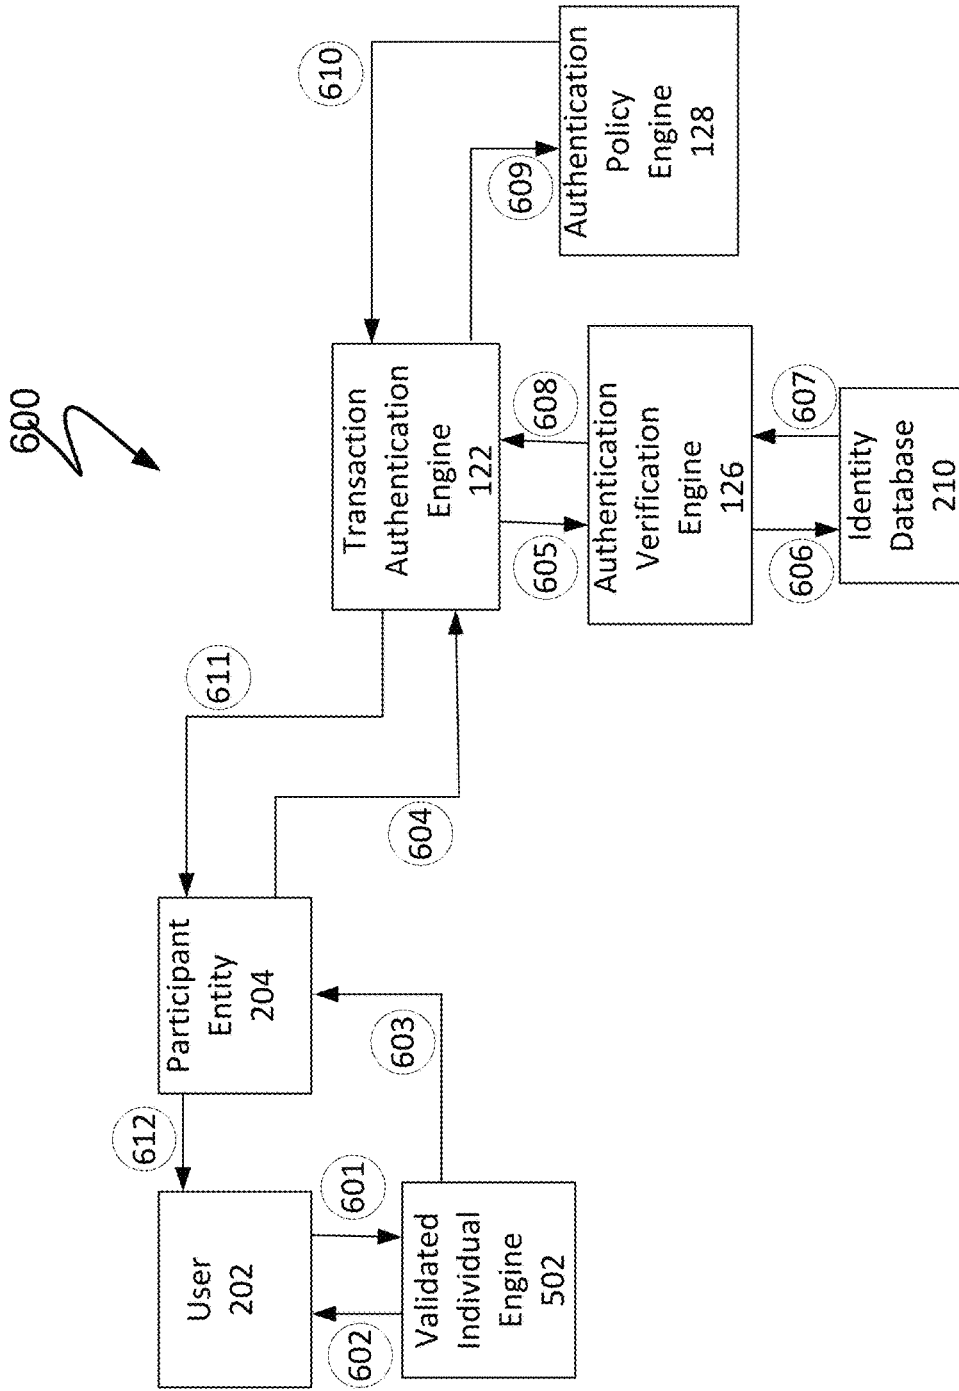 600
User
202
612
601
602
Validated
Individual
Engine
502
603
Participant
Entity
204
611
604
Transaction
Authentication
Engine
122
605
608
Authentication
Verification
Engine
126
606
607
Identity
Database
210
609
610
Authentication
Policy
Engine
128